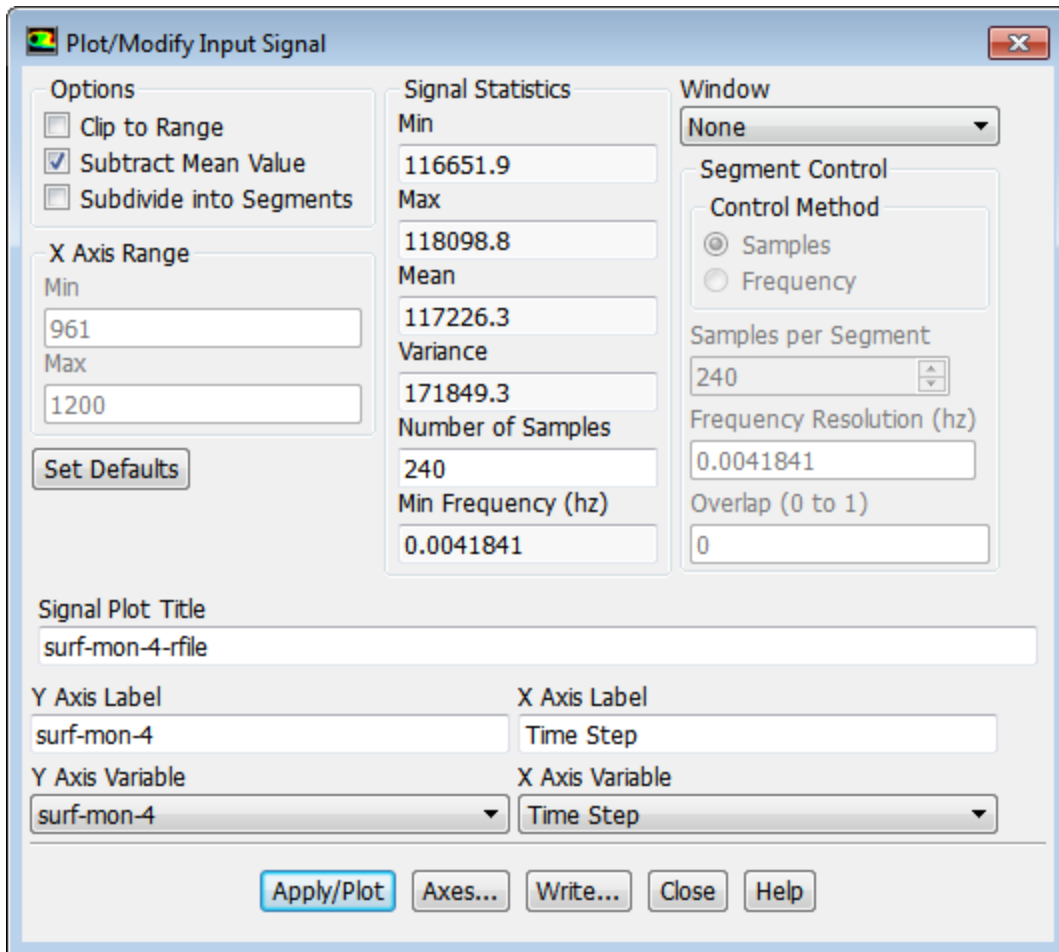 Plot/Modify Input Signal
Options
Clip to Range
Subtract Mean Value
Subdivide into Segments
X Axis Range
Min
961
Max
1200
Set Defaults
Signal Statistics
Min
116651.9
Max
118098.8
Mean
117226.3
Variance
171849.3
Number of Samples
240
Min Frequency (hz)
0.0041841
Window
None
Segment Control
Control Method
Samples
Frequency
Samples per Segment
240
Frequency Resolution (hz)
0.0041841
Overlap (0 to 1)
0
Signal Plot Title
surf-mon-4-rfile
Y Axis Label
surf-mon-4
X Axis Label
Time Step
Y Axis Variable
surf-mon-4
X Axis Variable
Time Step
Apply/Plot Axes... Write... Close Help